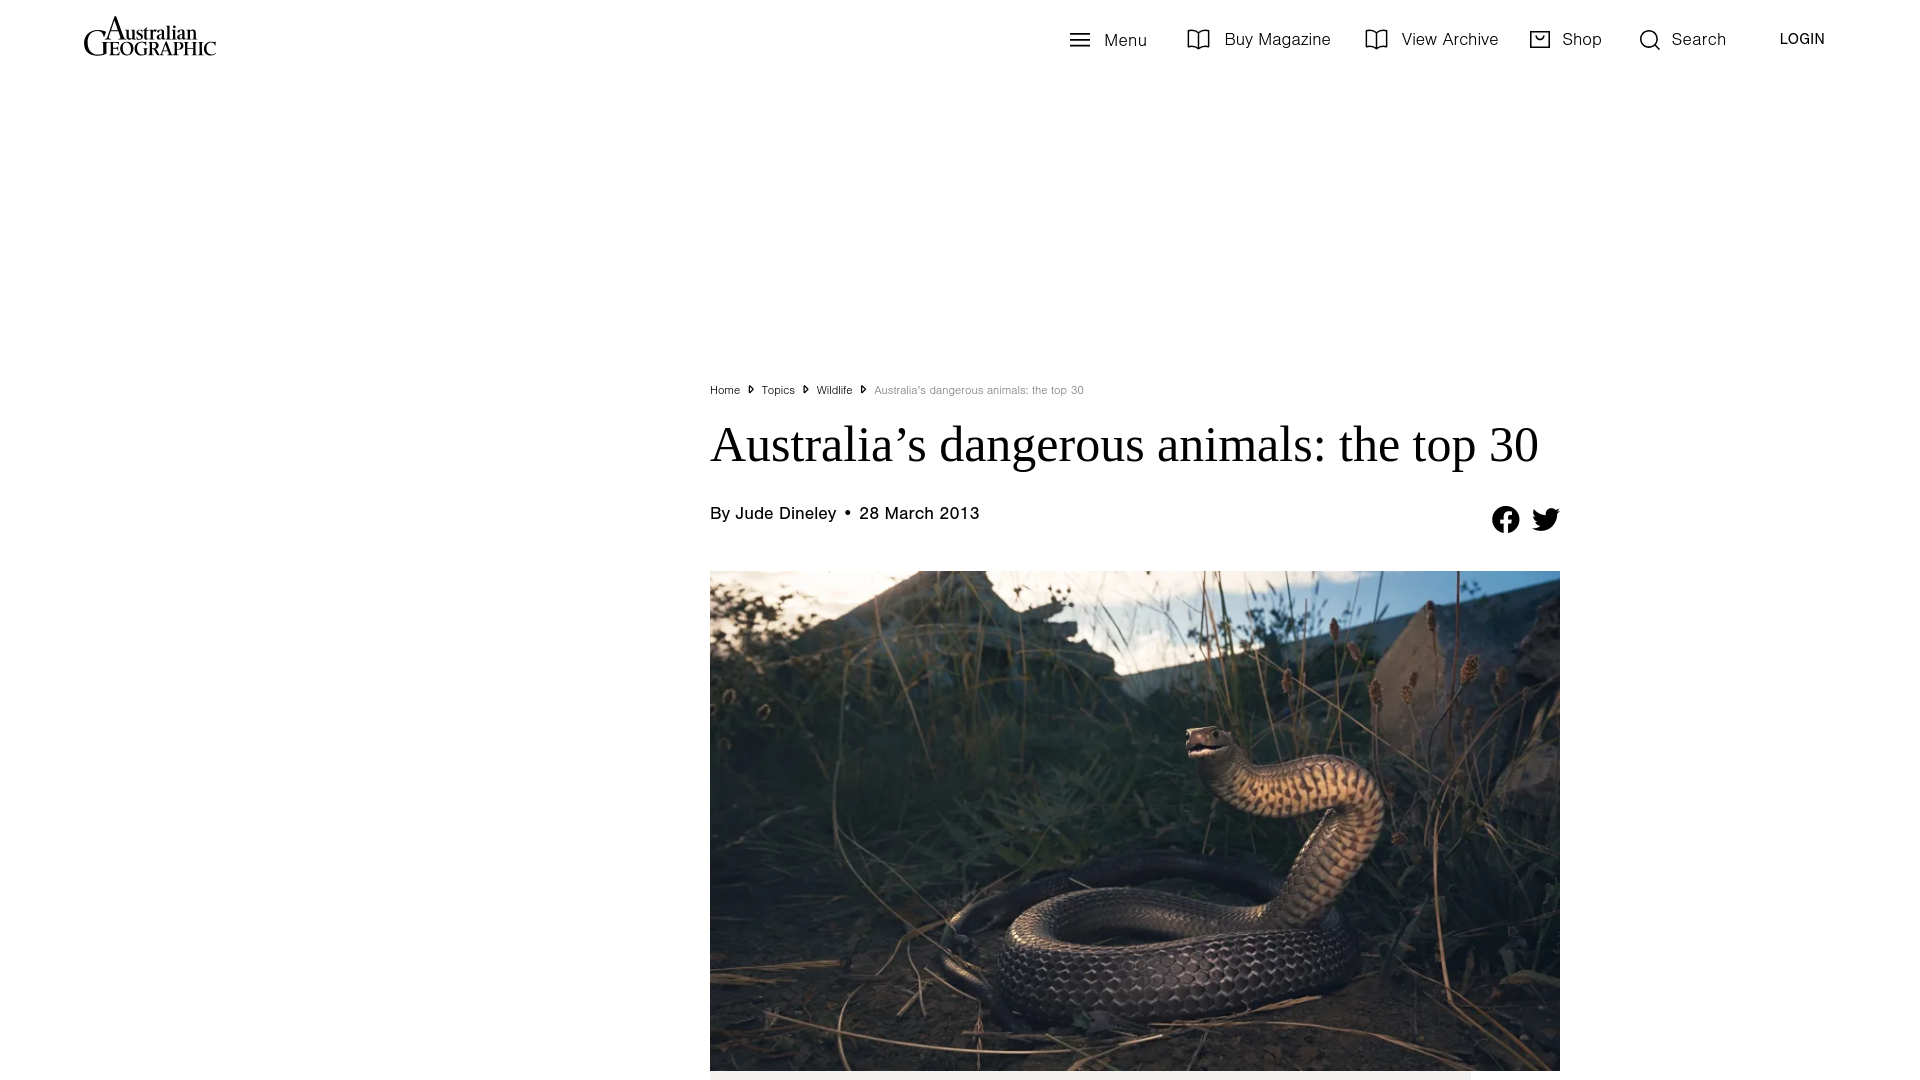 Australian
GEOGRAPHIC
Menu
Buy Magazine
View Archive
Shop
Search
LOGIN
Home Topics Wildlife Australia’s dangerous animals: the top 30
Australia’s dangerous animals: the top 30
By Jude Dineley • 28 March 2013